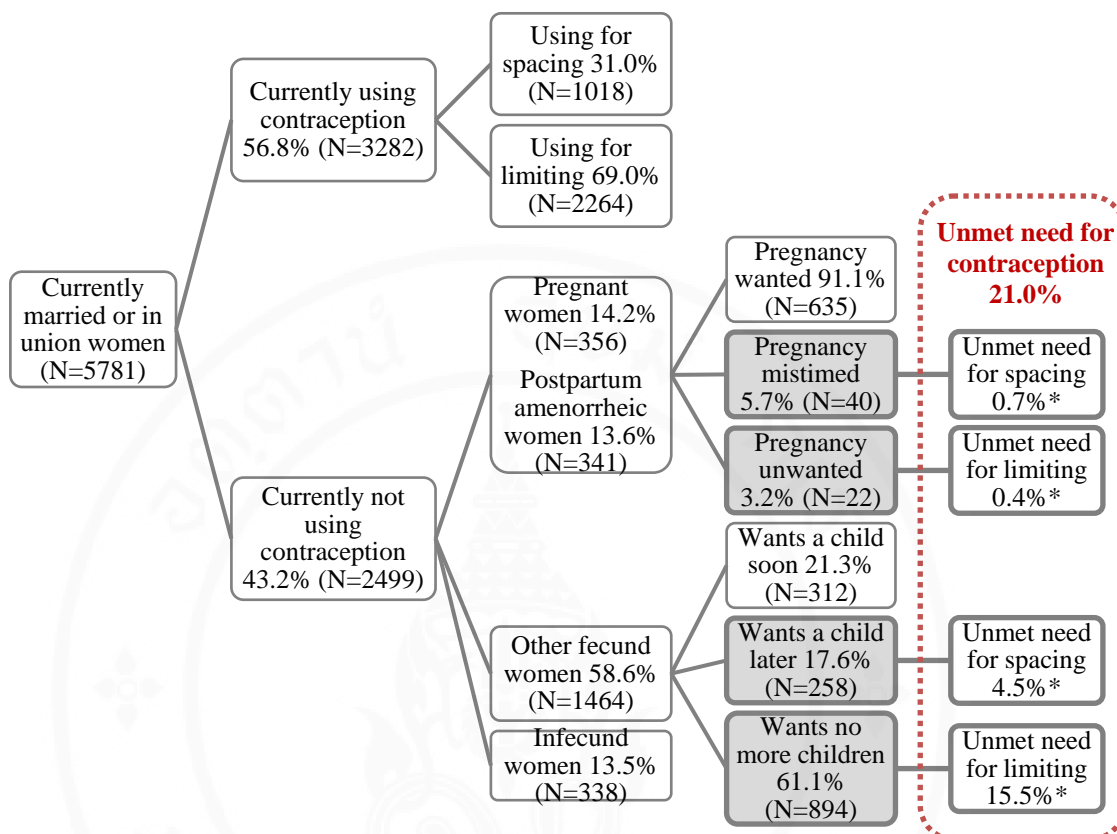 Using for
spacing 31.0%
(N=1018)
Currently using
contraception
56.8% (N=3282)
Using for
limiting 69.0%
(N=2264)
Currently
married or in
union women
(N=5781)
Currently not
using
contraception
43.2% (N=2499)
Pregnant
women 14.2%
(N=356)
Postpartum
amenorrheic
women 13.6%
(N=341)
Pregnancy
wanted 91.1%
(N=635)
Pregnancy
mistimed
5.7% (N=40)
Pregnancy
unwanted
3.2% (N=22)
Other fecund
women 58.6%
(N=1464)
Infecund
women 13.5%
(N=338)
Wants a child
soon 21.3%
(N=312)
Wants a child
later 17.6%
(N=258)
Wants no
more children
61.1%
(N=894)
Unmet need for
contraception
21.0%
Unmet need
for spacing
0.7%*
Unmet need
for limiting
0.4%*
Unmet need
for spacing
4.5%*
Unmet need
for limiting
15.5%*